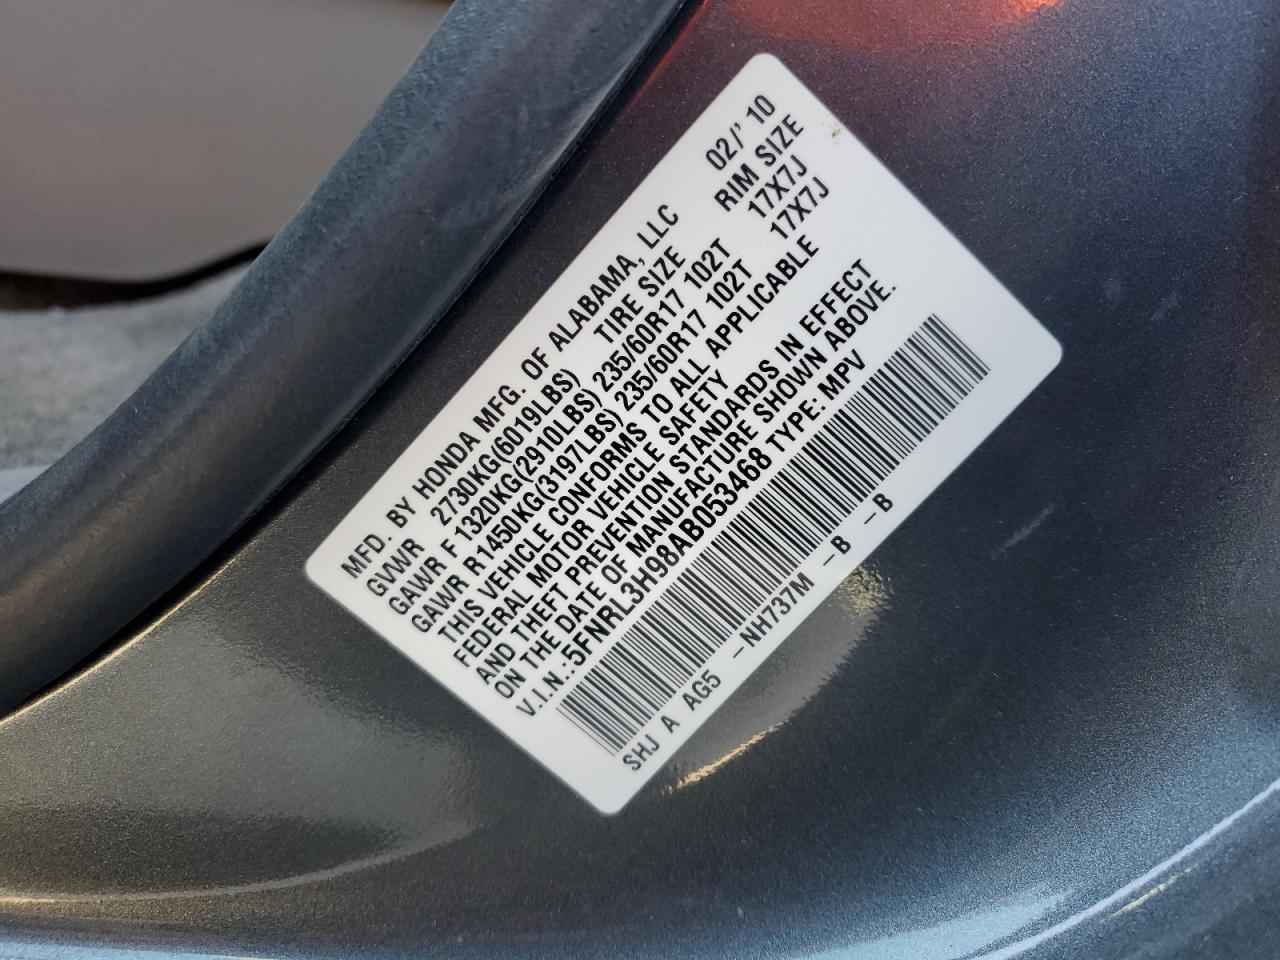 MFD. BY HONDA MFG. OF ALABAMA, LLC 02/' 10
GVWR 2730KG(6019LBS) TIRE SIZE RIM SIZE
GAWR F 1320KG(2910LBS) 235/60R17 102T 17X7J
GAWR R1450KG(3197LBS) 235/60R17 102T 17X7J
THIS VEHICLE CONFORMS TO ALL APPLICABLE
FEDERAL MOTOR VEHICLE SAFETY
AND THEFT PREVENTION STANDARDS IN EFFECT
ON THE DATE OF MANUFACTURE SHOWN ABOVE.
V.I.N.:5FNRL3H98AB053468 TYPE: MPV
SHJ A AG5 -NH737M -B -B